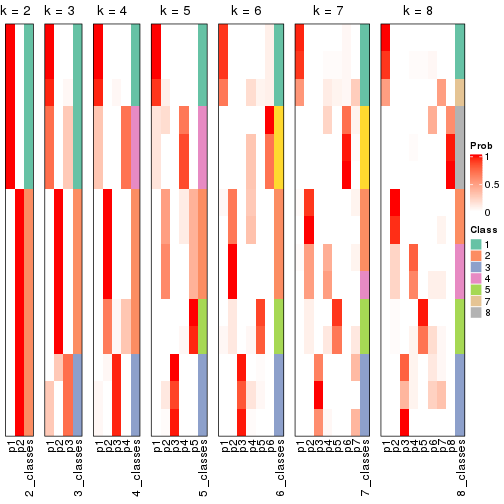 k = 2 k = 3 k = 4 k = 5 k = 6 k = 7 k = 8
p1 p2 2_classes
p1 p2 p3 3_classes
p1 p2 p3 p4 4_classes
p1 p2 p3 p4 p5 5_classes
p1 p2 p3 p4 p5 p6 6_classes
p1 p2 p3 p4 p5 p6 p7 7_classes
p1 p2 p3 p4 p5 p6 p7 p8 8_classes
Prob
1
0.5
0
Class
1
2
3
4
5
7
8